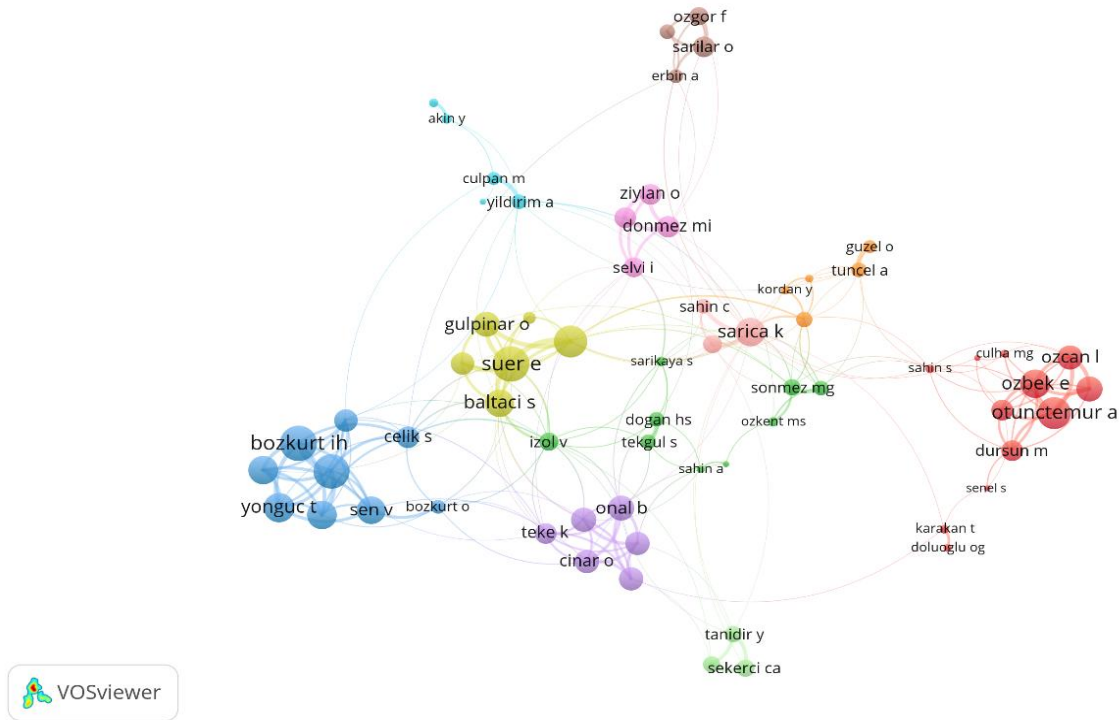 ozgor f
sarilar o
erbin a
akin y
culpan m
yildirim a
ziylan o
donmez mi
selvi i
guzel o
tuncel a
kordan y
sahin c
sarica k
gulpinar o
suer e
baltaci s
sarikaya s
culha mg
ozcan l
sahin s
ozbek e
otunctemur a
dursun m
senel s
sonmez mg
ozkent ms
dogan hs
tekgul s
izol v
sahin a
celik s
bozkurt ih
yonguc t
sen v
bozkurt o
onal b
teke k
cinar o
karakan t
doluoglu og
tanidir y
sekerci ca
VOSviewer